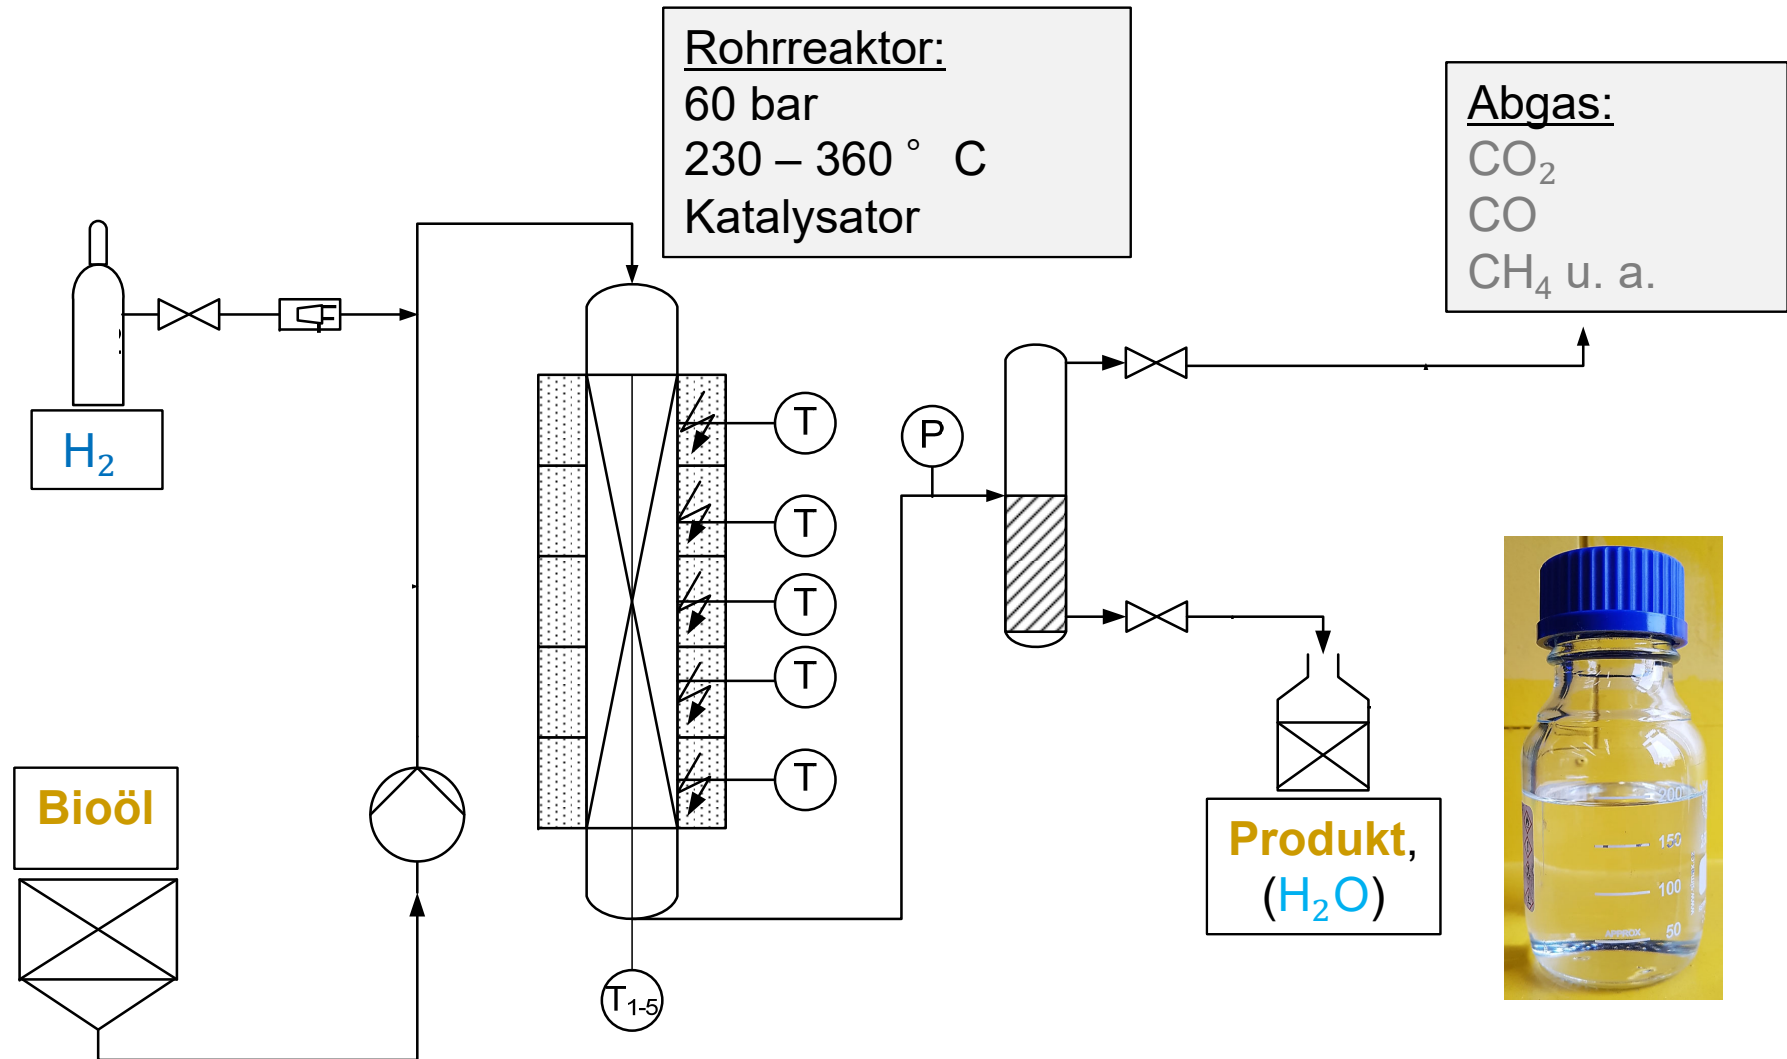 Rohrreaktor:
60 bar
230 – 360 ° C
Katalysator
Abgas:
CO₂
CO
CH₄ u. a.
H₂
T
T
T
T
T
P
T₁₋₅
Bioöl
Produkt,
(H₂O)
200
150
100
APPROX
50